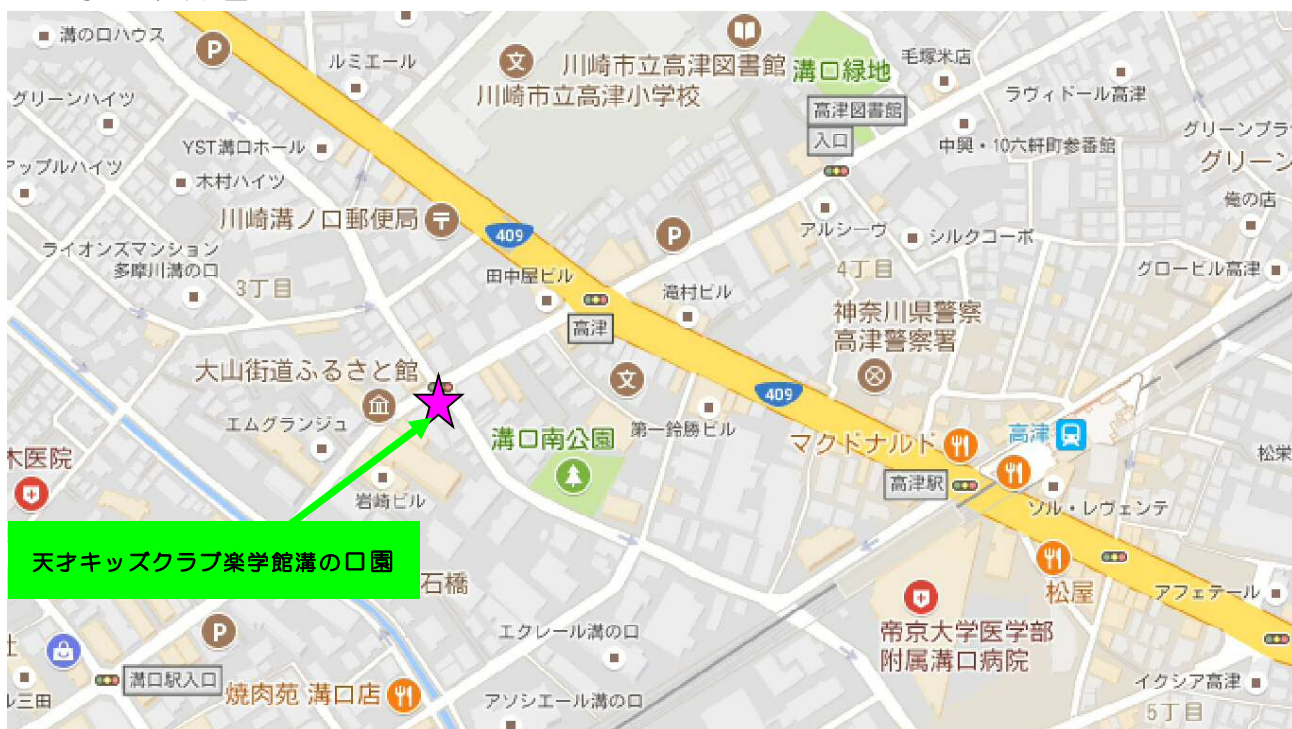 溝の口ハウス
ルミエール
川崎市立高津図書館
川崎市立高津小学校
溝口緑地
毛塚米店
ラヴィドール高津
グリーンハイツ
高津図書館
入口
中興・10六軒町参番館
グリーンプラ
グリーン
YST溝口ホール
アップルハイツ
木村ハイツ
俺の店
川崎溝ノ口郵便局
409
アルシーヴ
シルクコーポ
ライオンズマンション
多摩川溝の口
3丁目
田中屋ビル
滝村ビル
4丁目
グロービル高津
高津
神奈川県警察
高津警察署
大山街道ふるさと館
409
エムグランジュ
溝口南公園
第一鈴勝ビル
マクドナルド
高津
松栄
木医院
高津駅
岩崎ビル
ソル・レヴェンテ
天才キッズクラブ楽学館溝の口園
石橋
松屋
アフェテール
エクレール溝の口
帝京大学医学部
附属溝口病院
溝口駅入口
焼肉苑 溝口店
アソシエール溝の口
イクシア高津
ル三田
5丁目